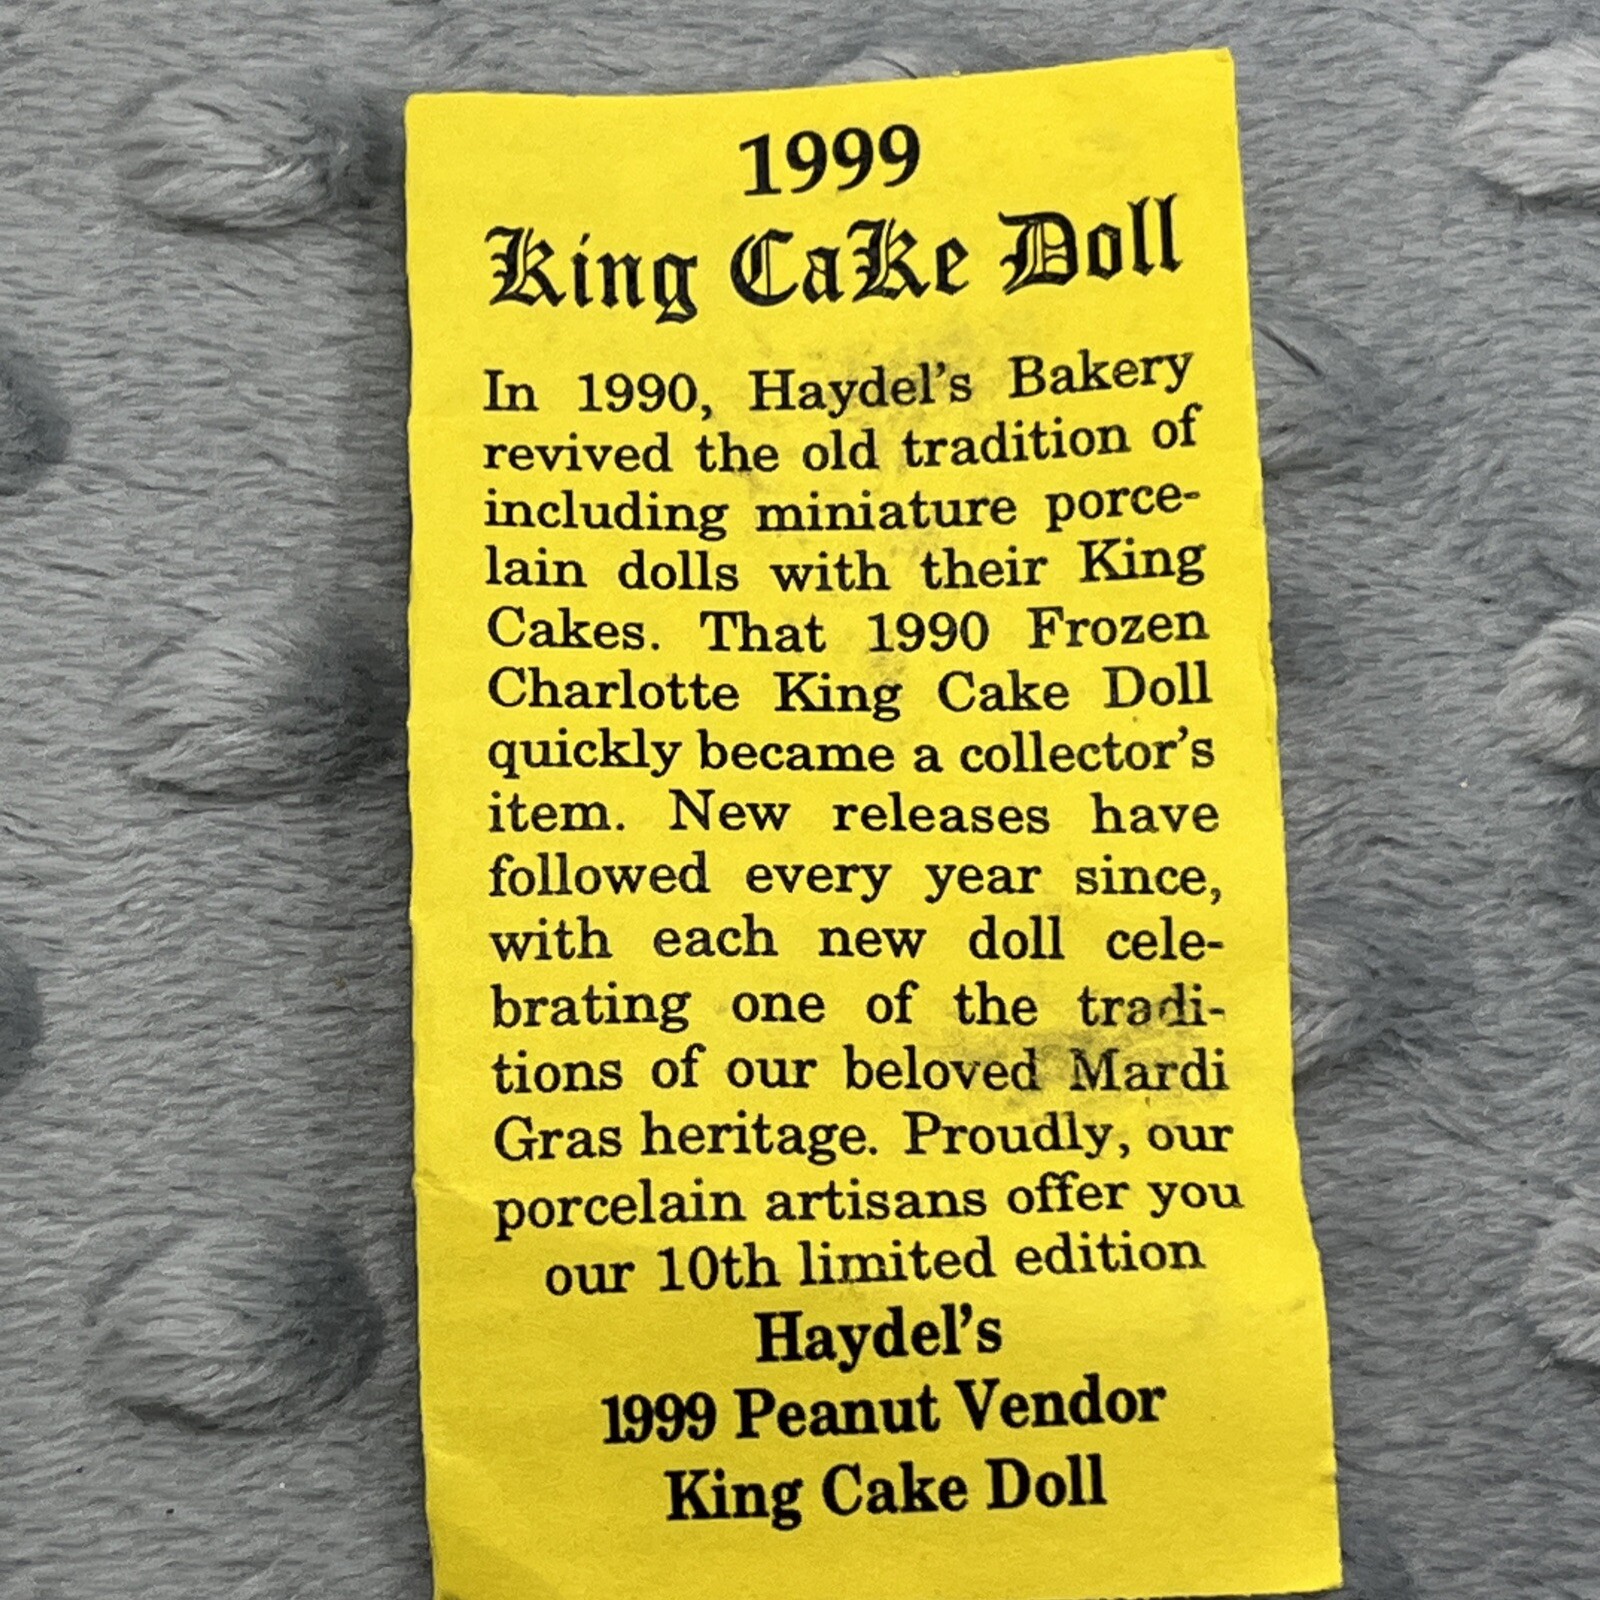 1999
King CaKe Doll
In 1990, Haydel's Bakery
revived the old tradition of
including miniature porce-
lain dolls with their King
Cakes. That 1990 Frozen
Charlotte King Cake Doll
quickly became a collector's
item. New releases have
followed every year since,
with each new doll cele-
brating one of the tradi-
tions of our beloved Mardi
Gras heritage. Proudly, our
porcelain artisans offer you
our 10th limited edition
Haydel's
1999 Peanut Vendor
King Cake Doll